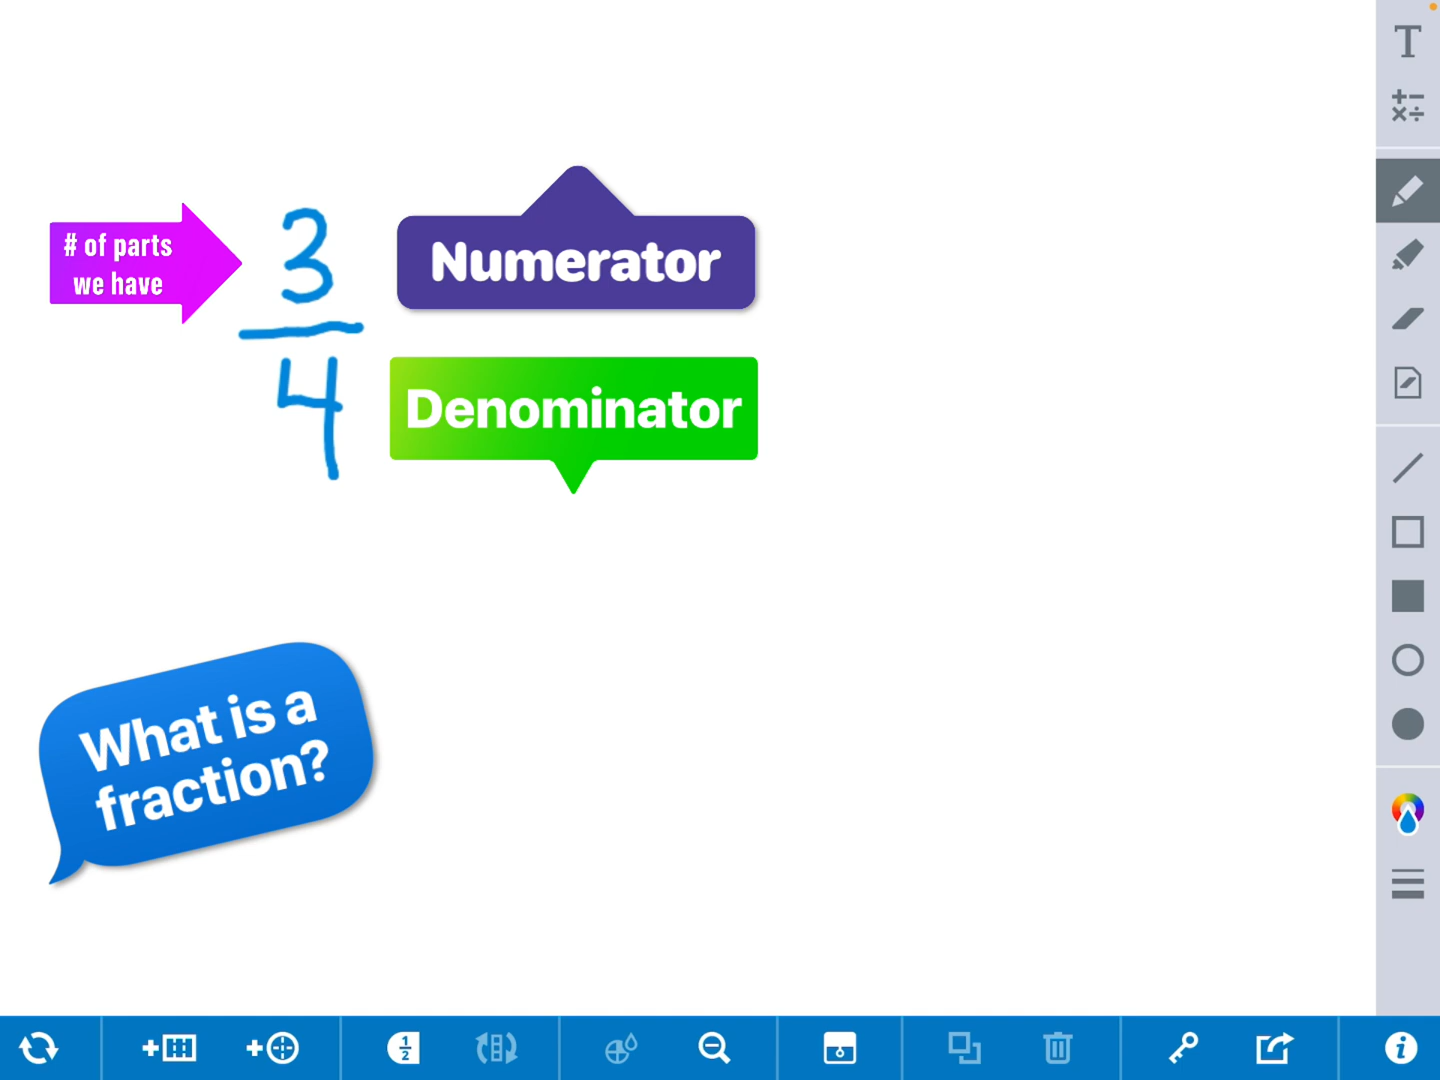 # of parts
we have
3
4
Numerator
Denominator
What is a
fraction?
T
+−
×÷
+
+
1
2
i